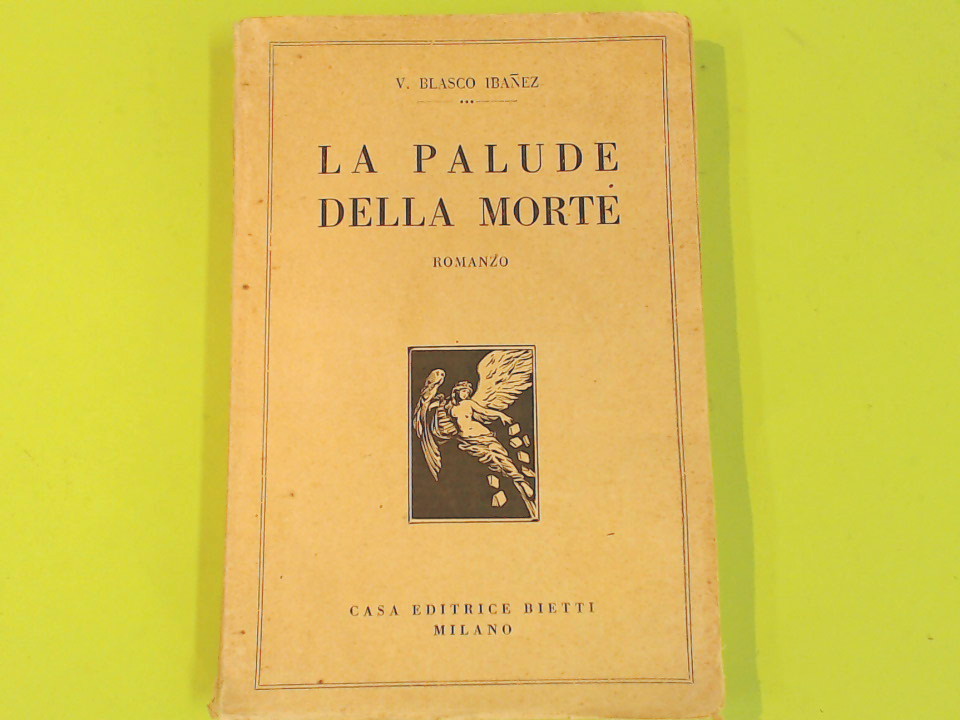 V. BLASCO IBAÑEZ
LA PALUDE
DELLA MORTE
ROMANZO
CASA EDITRICE BIETTI
MILANO